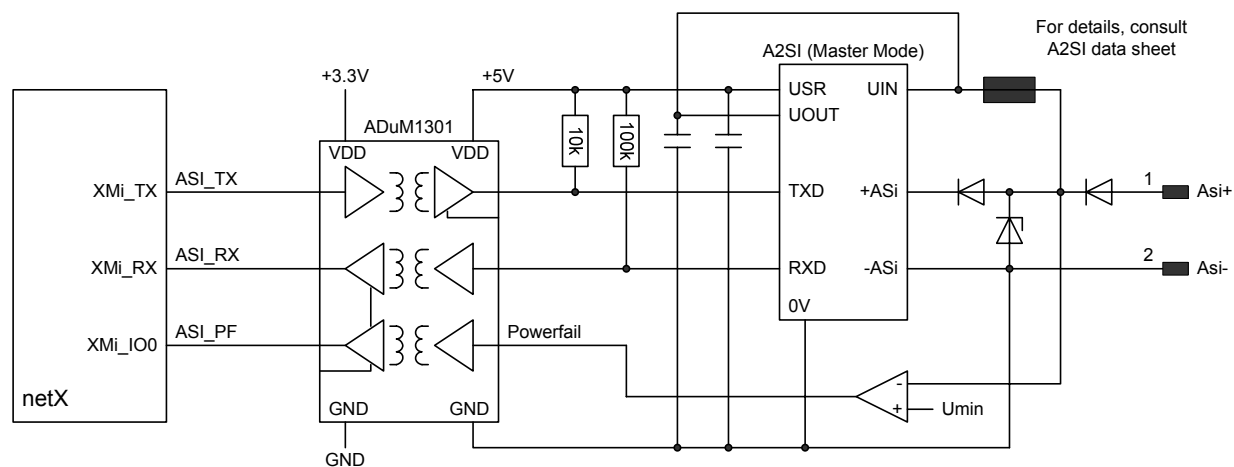 For details, consult
A2SI data sheet
A2SI (Master Mode)
+3.3V
+5V
ADuM1301
VDD
VDD
10k
100k
USR
UIN
UOUT
XMi_TX
ASI_TX
TXD
+ASi
1
Asi+
XMi_RX
ASI_RX
RXD
-ASi
2
Asi-
0V
XMi_IO0
ASI_PF
Powerfail
-
+
Umin
netX
GND
GND
GND